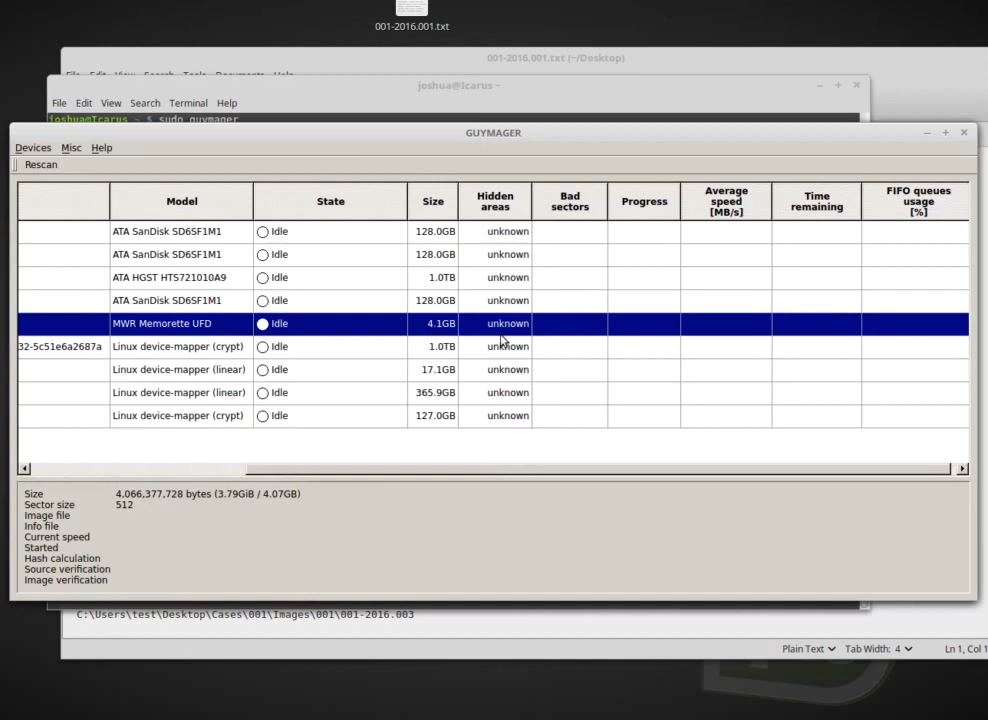 001-2016.001.txt
001-2016.001.txt (~/Desktop)
File Edit View Search Tools Documents Help
joshua@Icarus ~
File Edit View Search Terminal Help
joshua@Icarus ~ $ sudo guymager
GUYMAGER
Devices Misc Help
Rescan
Model State Size Hidden areas Bad sectors Progress Average speed [MB/s] Time remaining FIFO queues usage [%]
ATA SanDisk SD6SF1M1 Idle 128.0GB unknown
ATA SanDisk SD6SF1M1 Idle 128.0GB unknown
ATA HGST HTS721010A9 Idle 1.0TB unknown
ATA SanDisk SD6SF1M1 Idle 128.0GB unknown
MWR Memorette UFD Idle 4.1GB unknown
32-5c51e6a2687a Linux device-mapper (crypt) Idle 1.0TB unknown
Linux device-mapper (linear) Idle 17.1GB unknown
Linux device-mapper (linear) Idle 365.9GB unknown
Linux device-mapper (crypt) Idle 127.0GB unknown
Size 4,066,377,728 bytes (3.79GiB / 4.07GB)
Sector size 512
Image file
Info file
Current speed
Started
Hash calculation
Source verification
Image verification
C:\Users\test\Desktop\Cases\001\Images\001\001-2016.003
Plain Text Tab Width: 4 Ln 1, Col 1